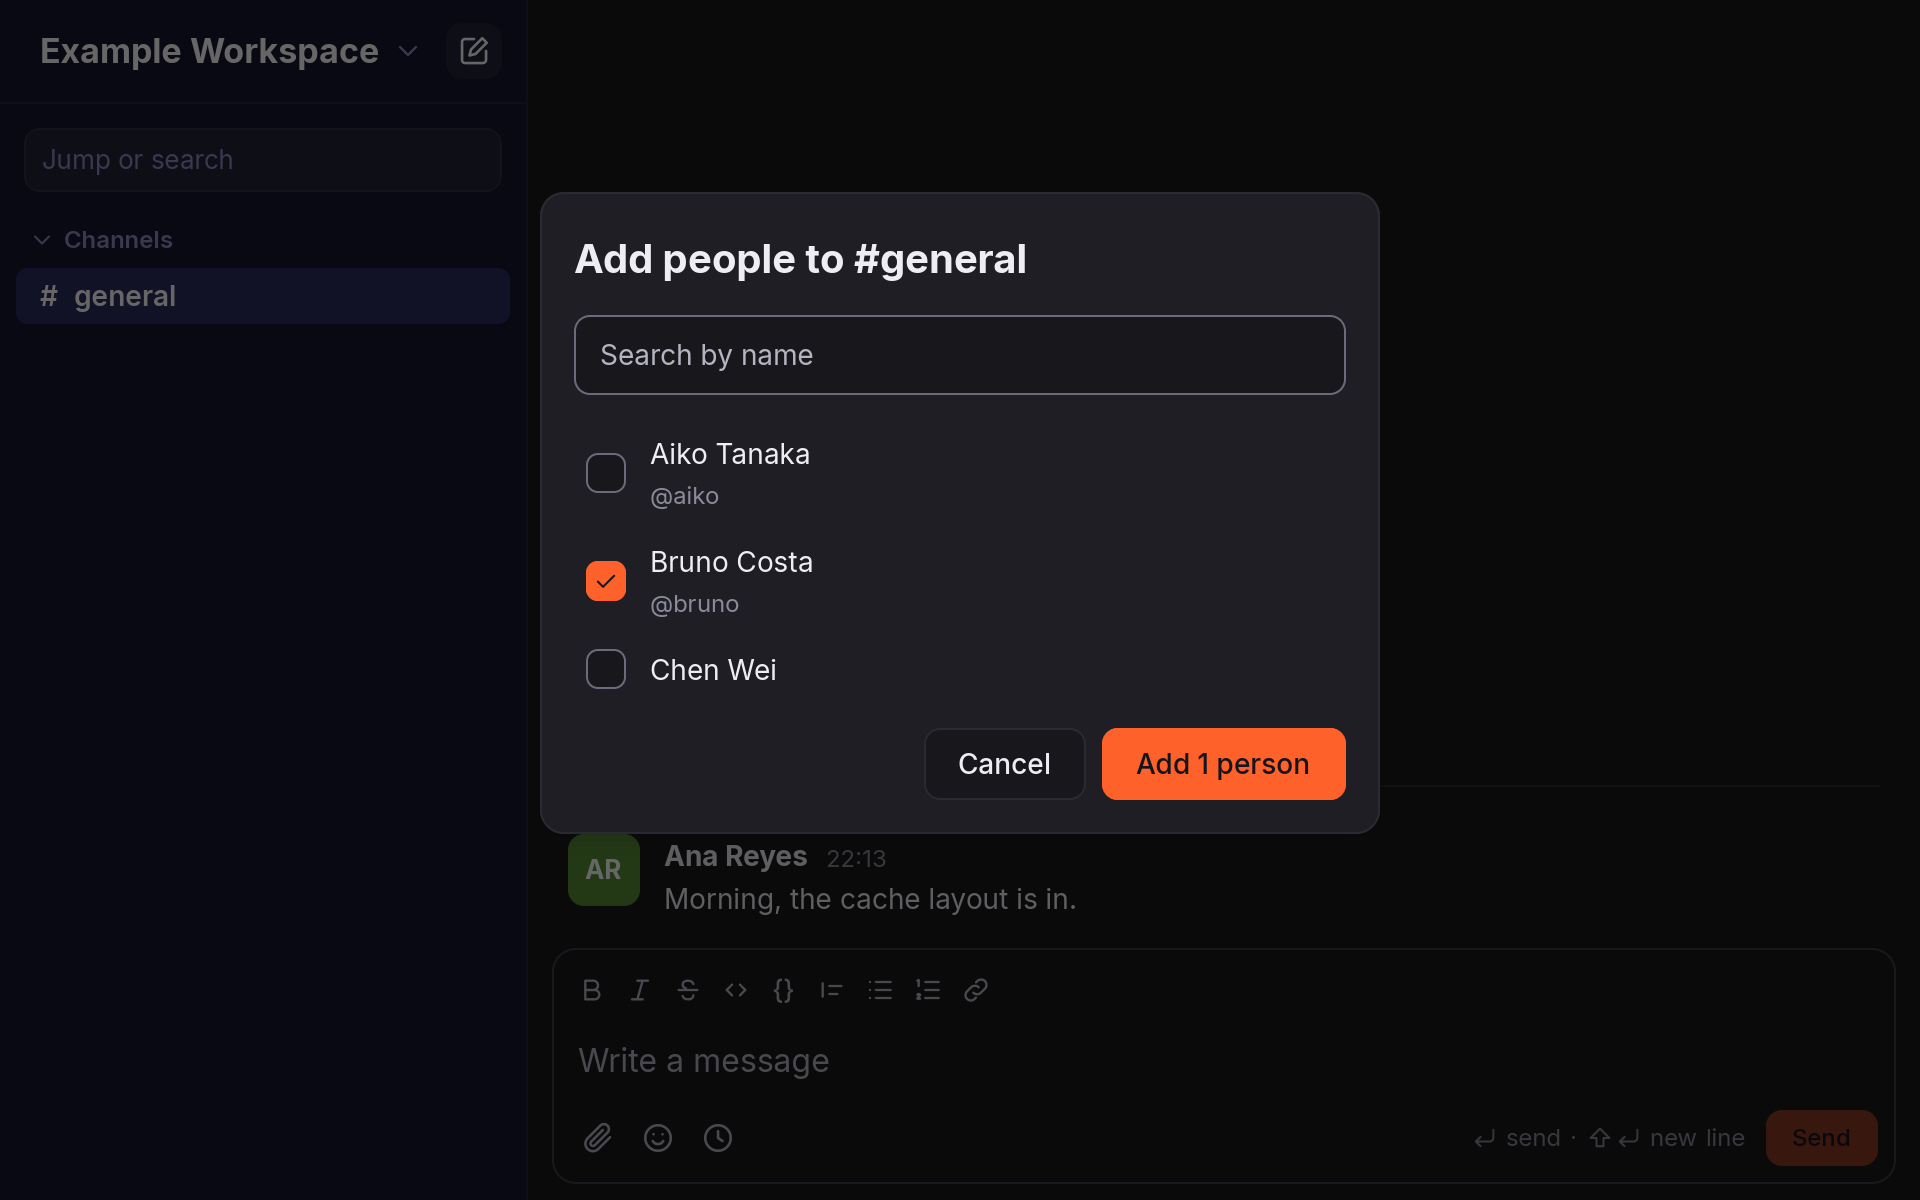 Example Workspace
Jump or search
Channels
# general
Add people to #general
Search by name
Aiko Tanaka
@aiko
Bruno Costa
@bruno
Chen Wei
Cancel
Add 1 person
AR
Ana Reyes 22:13
Morning, the cache layout is in.
Write a message
send · new line
Send